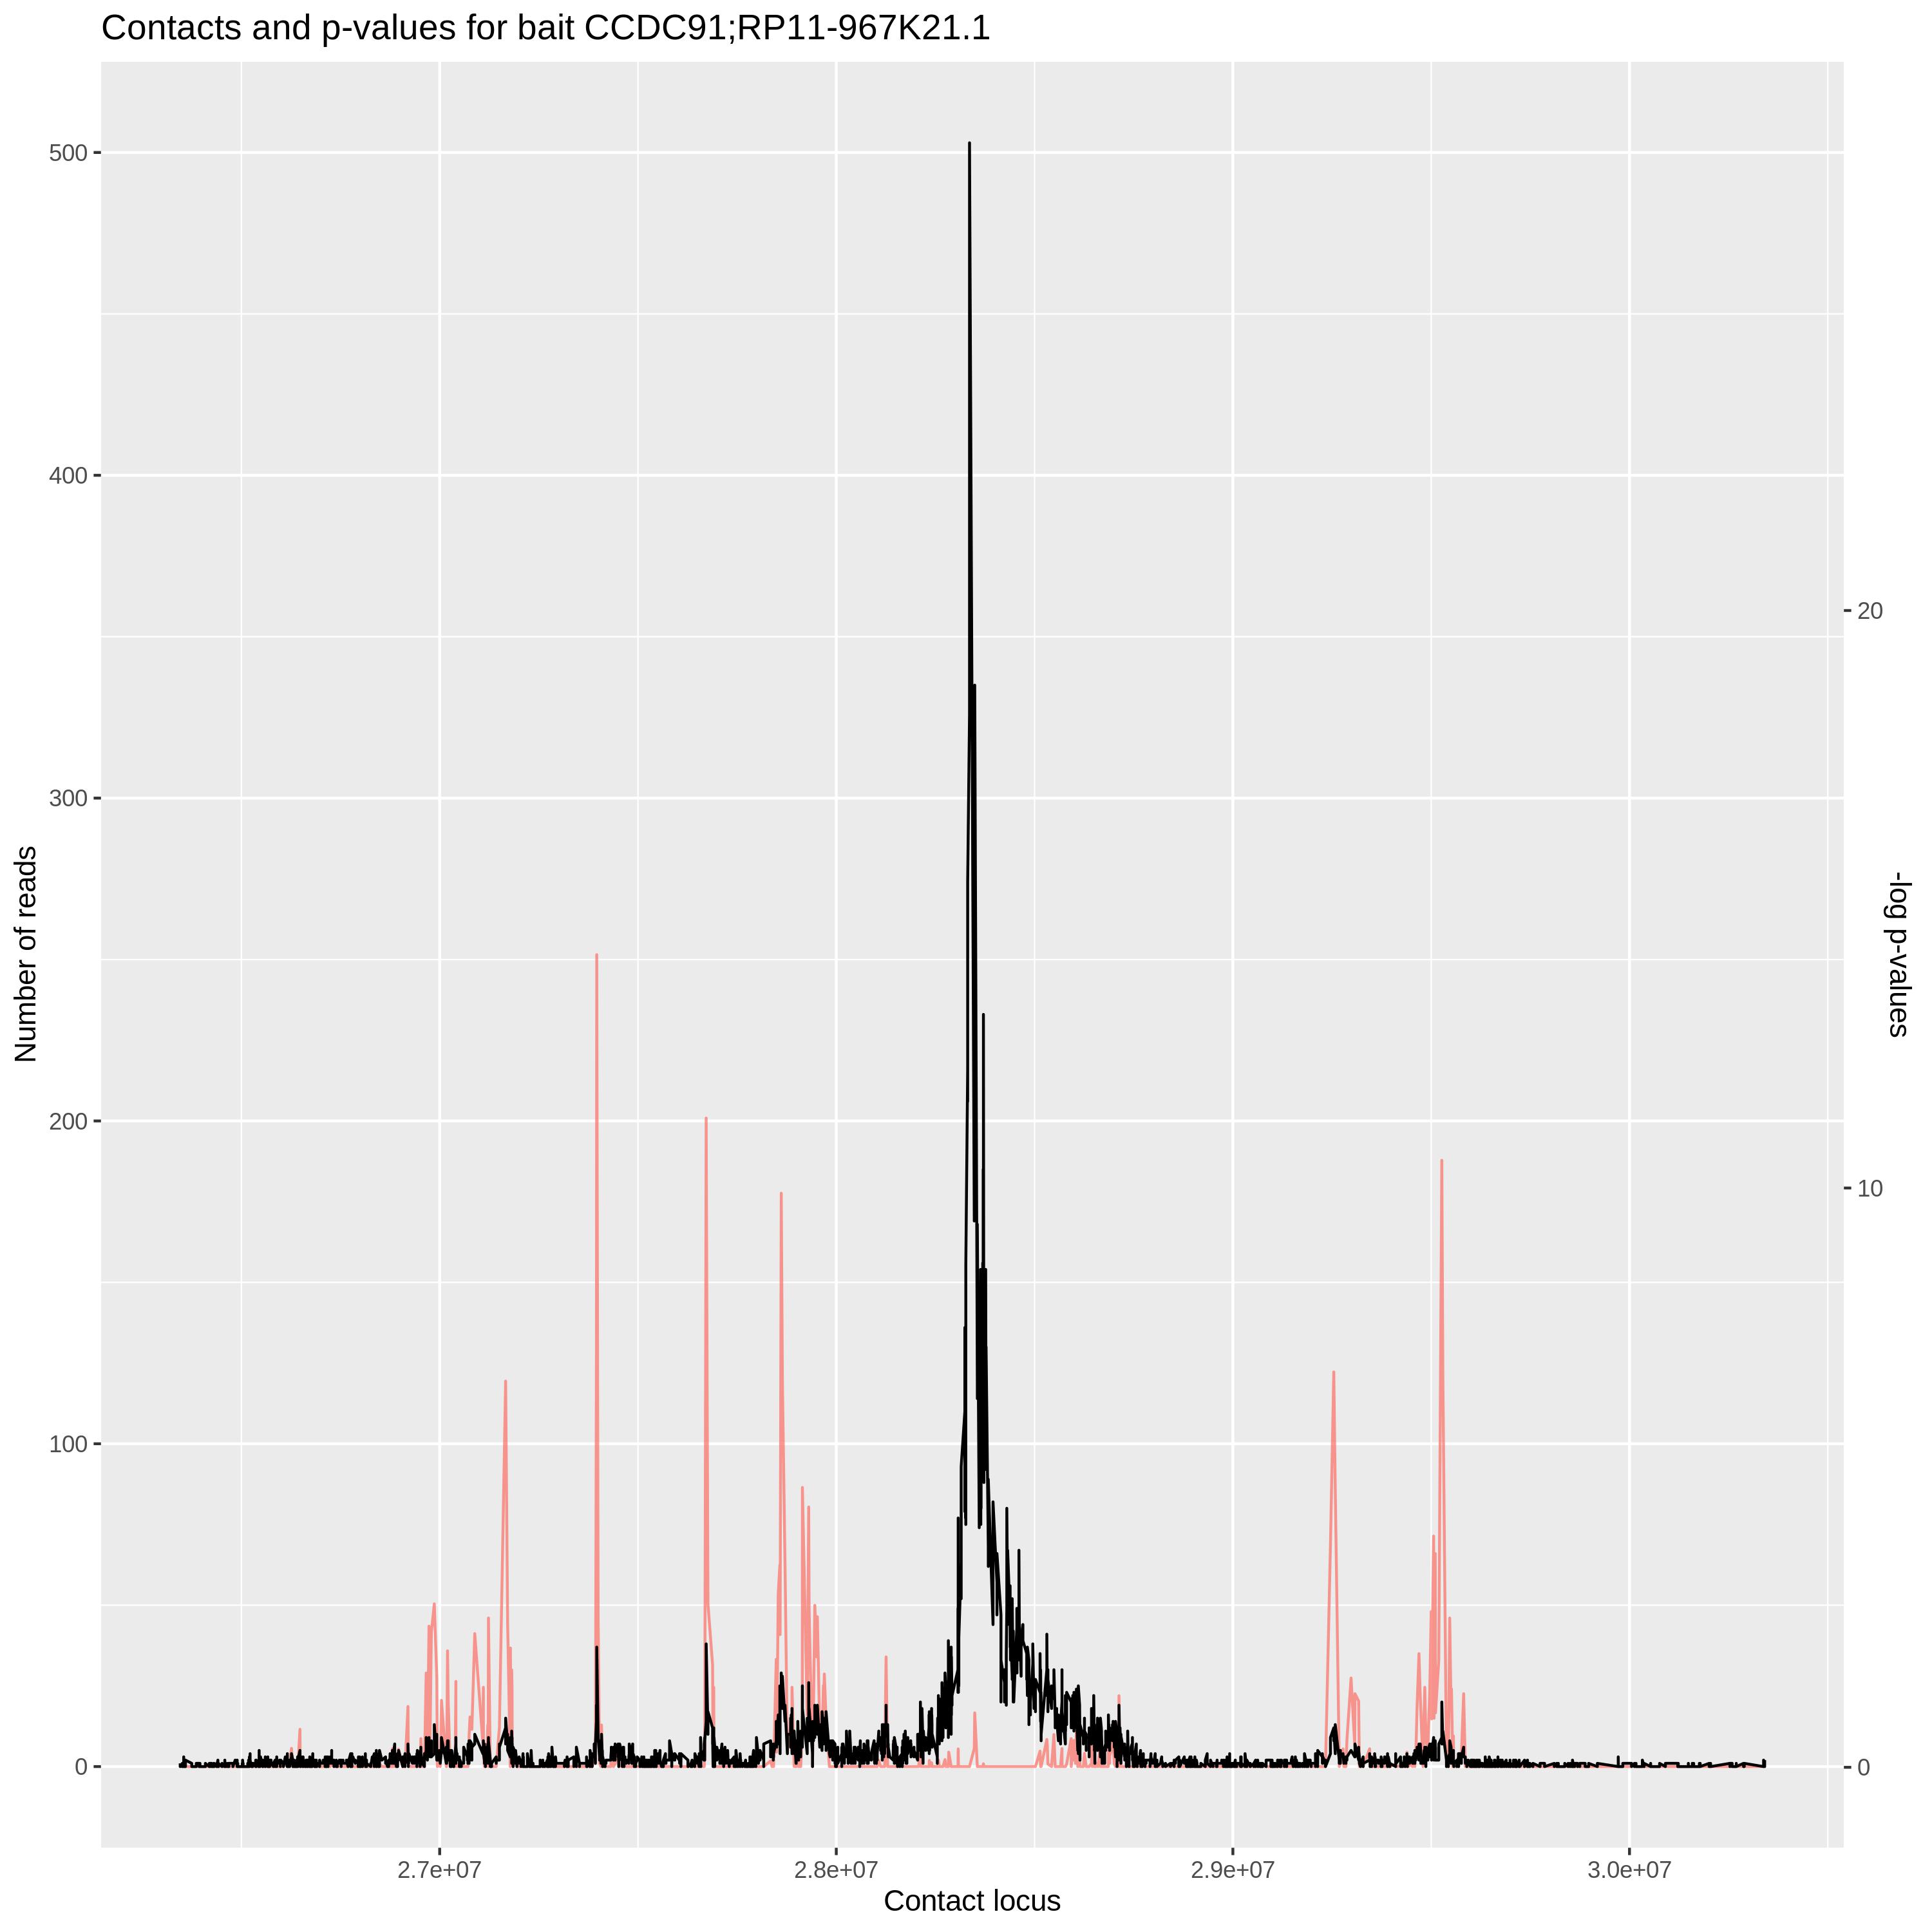 Contacts and p-values for bait CCDC91;RP11-967K21.1
500
400
300
200
100
0
Number of reads
20
10
0
-log p-values
2.7e+07
2.8e+07
2.9e+07
3.0e+07
Contact locus